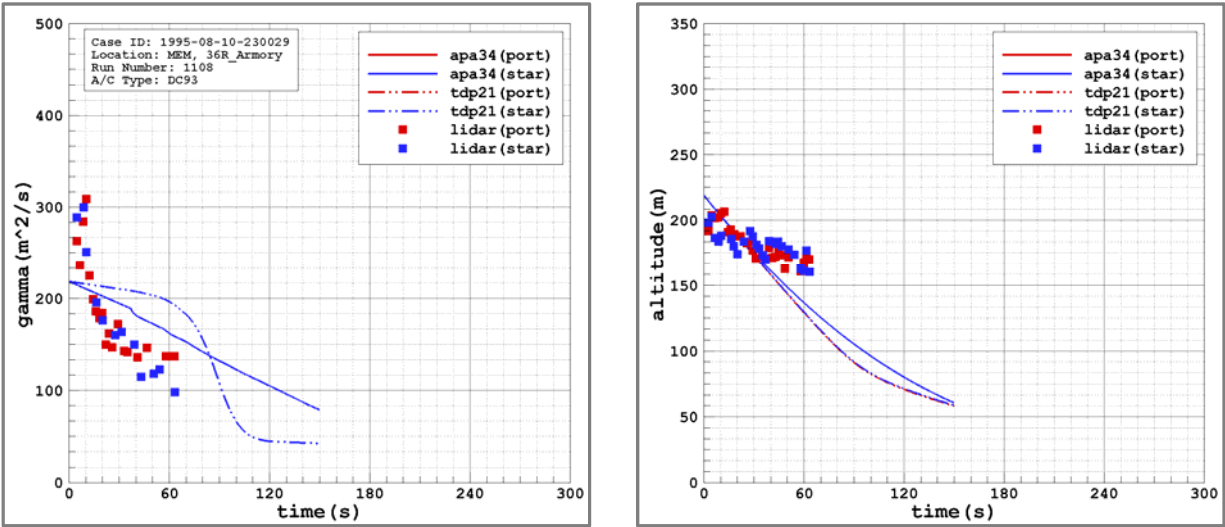 500
400
300
200
100
0
gamma(m^2/s)
Case ID: 1995-08-10-230029
Location: MEM, 36R_Armory
Run Number: 1108
A/C Type: DC93
apa34(port)
apa34(star)
tdp21(port)
tdp21(star)
lidar(port)
lidar(star)
0 60 120 180 240 300
time(s)
350
300
250
200
150
100
50
0
altitude(m)
apa34(port)
apa34(star)
tdp21(port)
tdp21(star)
lidar(port)
lidar(star)
0 60 120 180 240 300
time(s)